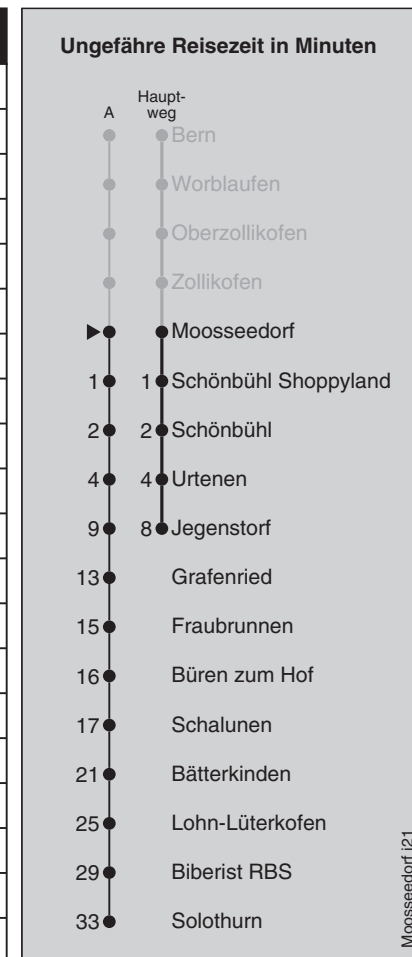 Ungefähre Reisezeit in Minuten
A Haupt-
weg
Bern
Worblaufen
Oberzollikofen
Zollikofen
Moosseedorf
1 1 Schönbühl Shoppyland
2 2 Schönbühl
4 4 Urtenen
9 8 Jegenstorf
13 Grafenried
15 Fraubrunnen
16 Büren zum Hof
17 Schalunen
21 Bätterkinden
25 Lohn-Lüterkofen
29 Biberist RBS
33 Solothurn
Moosseedorf j21